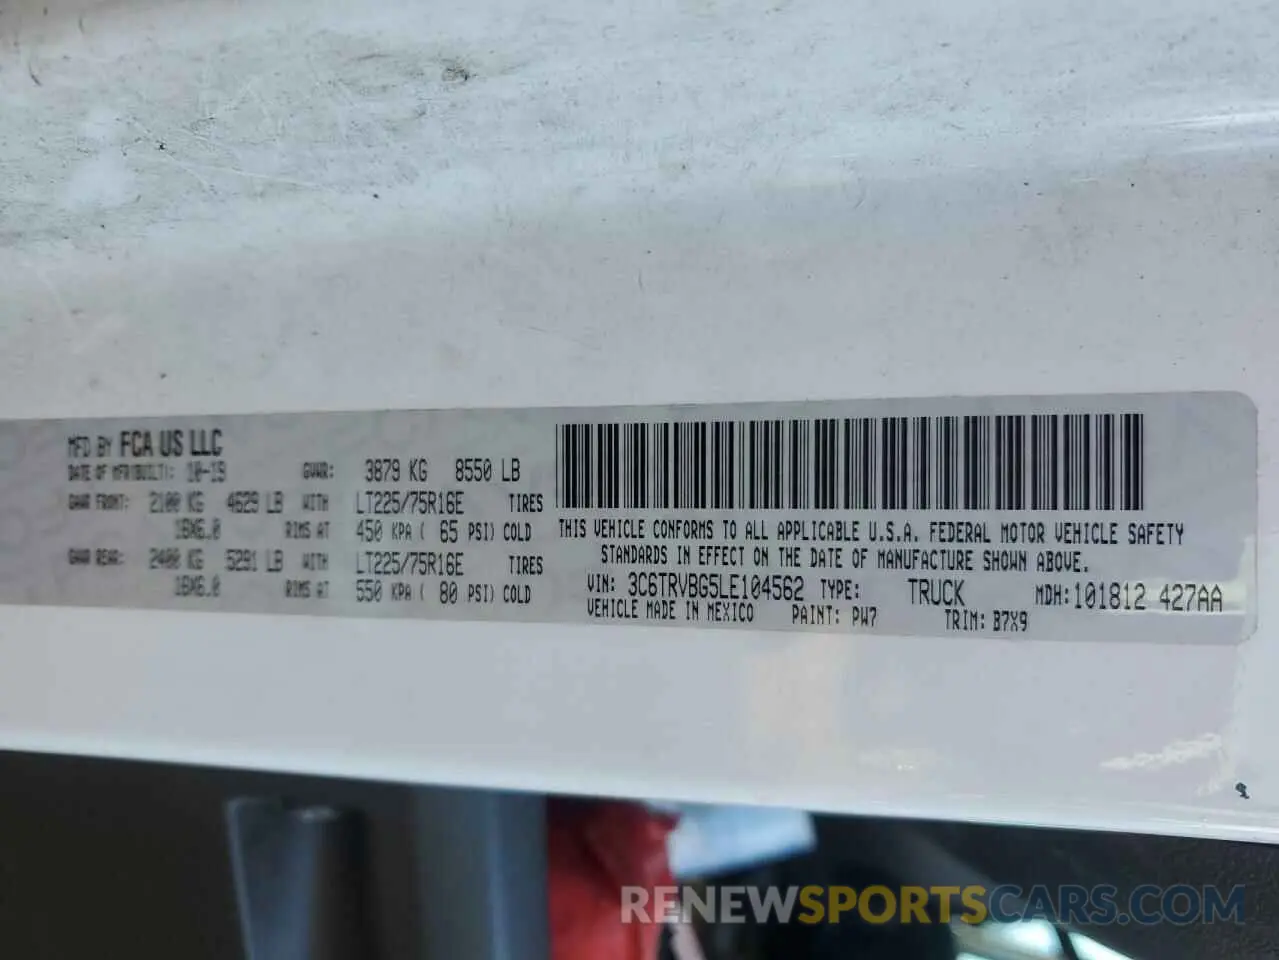 MFD BY FCA US LLC
DATE OF MFR(BUILT): 10-19 GVWR: 3879 KG 8550 LB
GAWR FRONT: 2100 KG 4629 LB WITH LT225/75R16E TIRES
16X6.0 RIMS AT 450 KPA ( 65 PSI) COLD
GAWR REAR: 2400 KG 5291 LB WITH LT225/75R16E TIRES
16X6.0 RIMS AT 550 KPA ( 80 PSI) COLD
THIS VEHICLE CONFORMS TO ALL APPLICABLE U.S.A. FEDERAL MOTOR VEHICLE SAFETY
STANDARDS IN EFFECT ON THE DATE OF MANUFACTURE SHOWN ABOVE.
VIN: 3C6TRVBG5LE104562 TYPE: TRUCK MDH:101812 427AA
VEHICLE MADE IN MEXICO PAINT: PW7 TRIM: B7X9
RENEWSPORTSCARS.COM